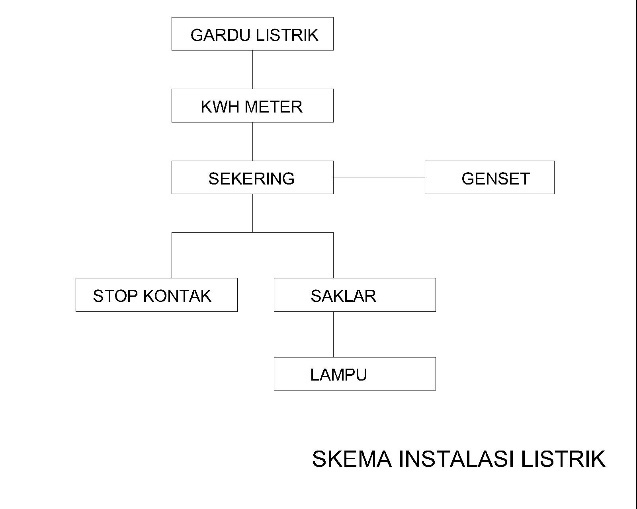 GARDU LISTRIK
KWH METER
SEKERING
GENSET
STOP KONTAK
SAKLAR
LAMPU
SKEMA INSTALASI LISTRIK